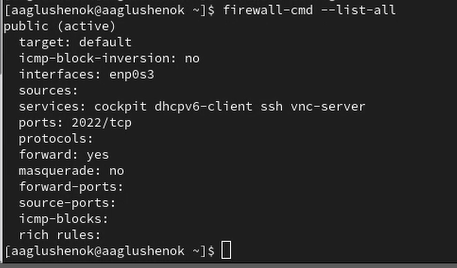 [aaglushenok@aaglushenok ~]$ firewall-cmd --list-all
public (active)
  target: default
  icmp-block-inversion: no
  interfaces: enp0s3
  sources:
  services: cockpit dhcpv6-client ssh vnc-server
  ports: 2022/tcp
  protocols:
  forward: yes
  masquerade: no
  forward-ports:
  source-ports:
  icmp-blocks:
  rich rules:
[aaglushenok@aaglushenok ~]$